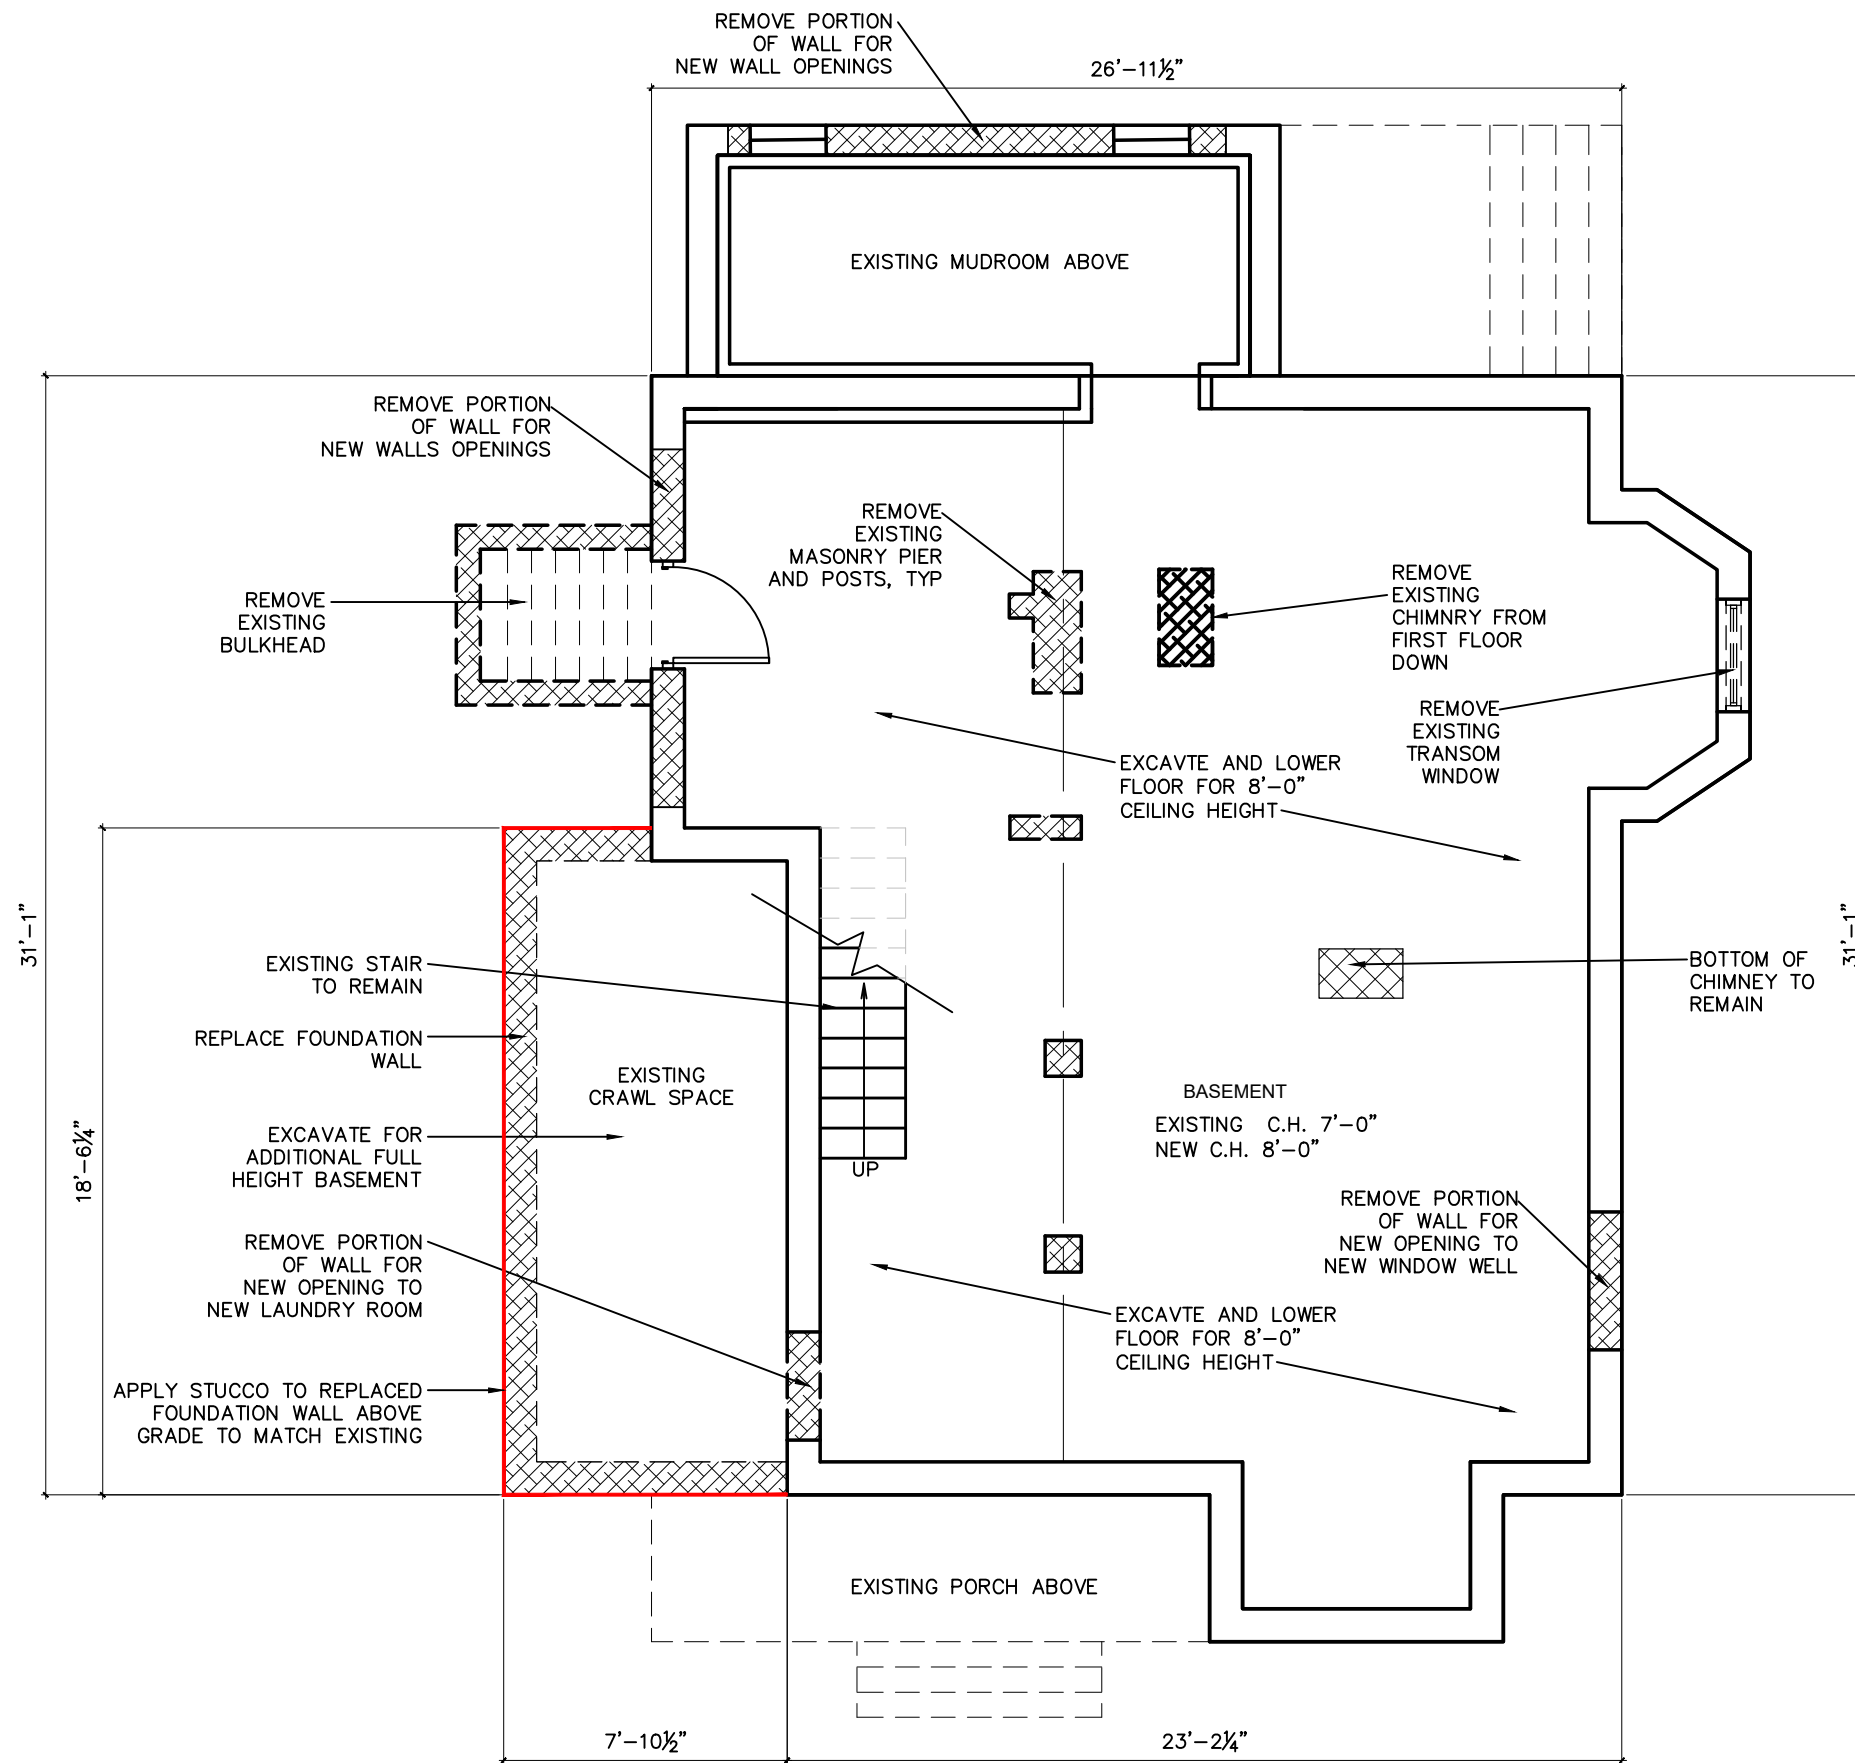 REMOVE PORTION
OF WALL FOR
NEW WALL OPENINGS
26'-11½"
EXISTING MUDROOM ABOVE
REMOVE PORTION
OF WALL FOR
NEW WALLS OPENINGS
REMOVE
EXISTING
MASONRY PIER
AND POSTS, TYP
REMOVE
EXISTING
CHIMNRY FROM
FIRST FLOOR
DOWN
REMOVE
EXISTING
BULKHEAD
REMOVE
EXISTING
TRANSOM
WINDOW
EXCAVTE AND LOWER
FLOOR FOR 8'-0"
CEILING HEIGHT
31'-1"
18'-6¼"
31'-1"
EXISTING STAIR
TO REMAIN
BOTTOM OF
CHIMNEY TO
REMAIN
REPLACE FOUNDATION
WALL
EXISTING
CRAWL SPACE
BASEMENT
EXISTING C.H. 7'-0"
NEW C.H. 8'-0"
EXCAVATE FOR
ADDITIONAL FULL
HEIGHT BASEMENT
UP
REMOVE PORTION
OF WALL FOR
NEW OPENING TO
NEW WINDOW WELL
REMOVE PORTION
OF WALL FOR
NEW OPENING TO
NEW LAUNDRY ROOM
EXCAVTE AND LOWER
FLOOR FOR 8'-0"
CEILING HEIGHT
APPLY STUCCO TO REPLACED
FOUNDATION WALL ABOVE
GRADE TO MATCH EXISTING
EXISTING PORCH ABOVE
7'-10½"
23'-2¼"